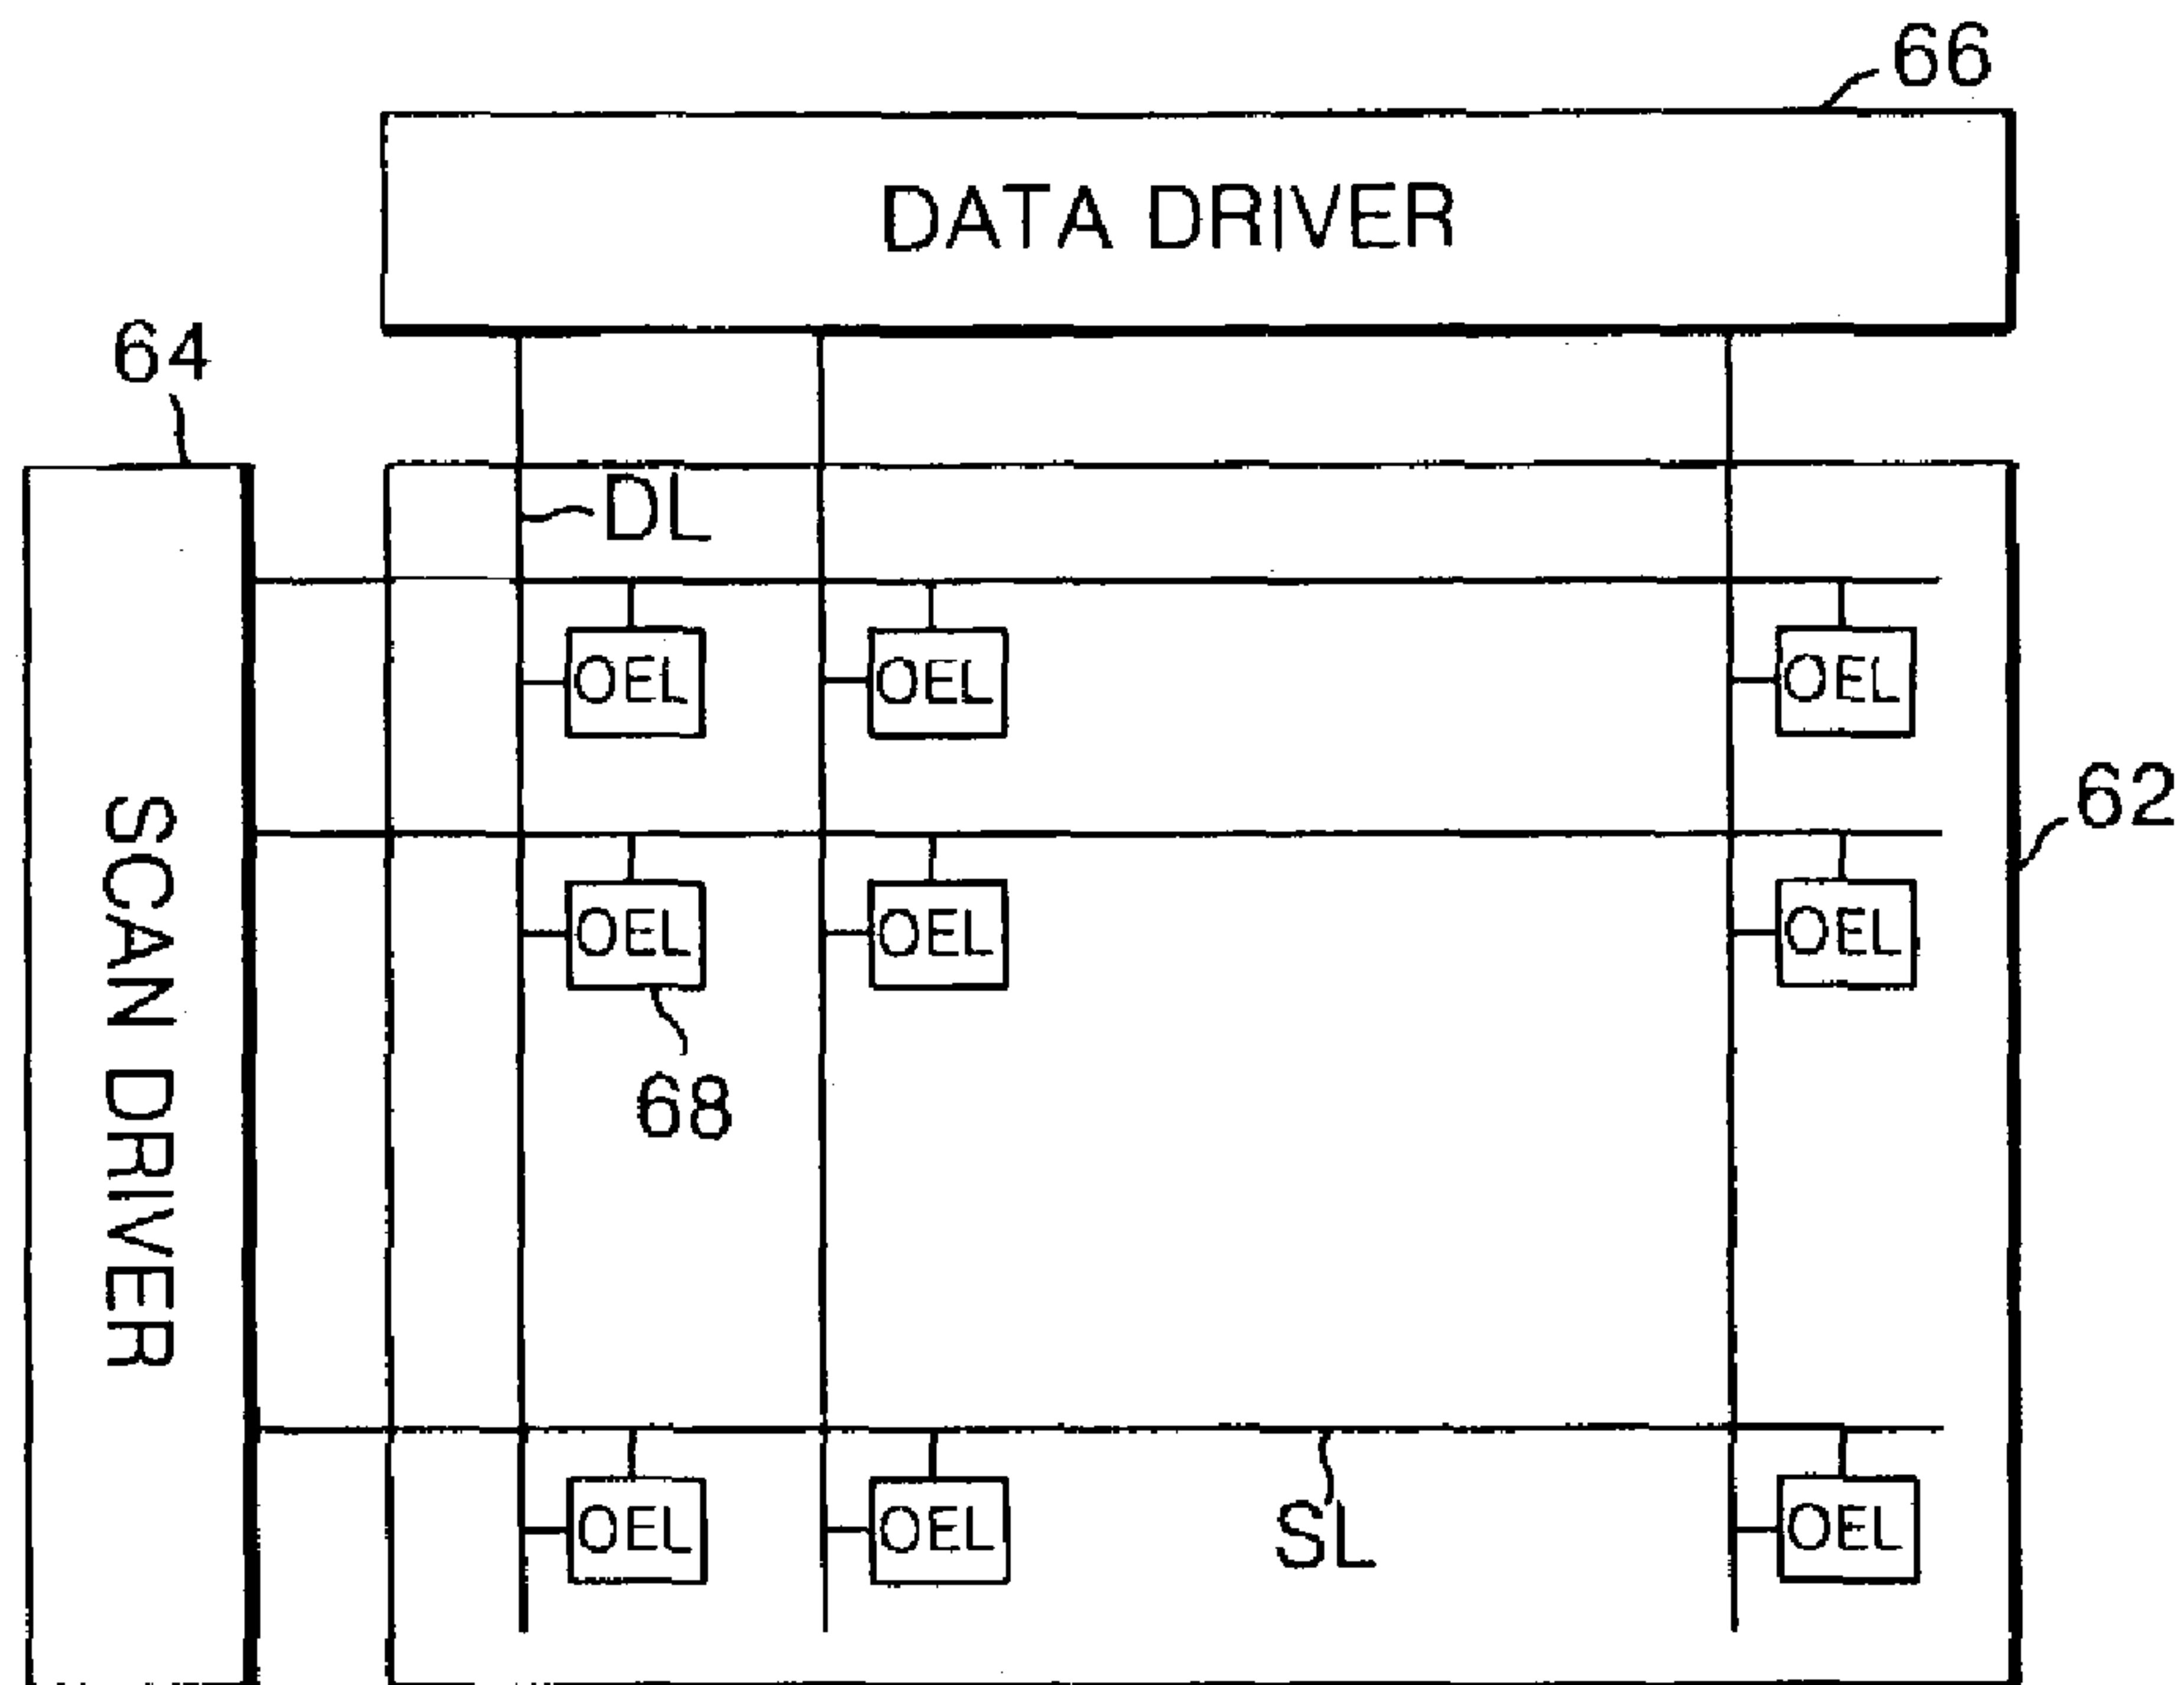 66
DATA DRIVER
64
DL
OEL OEL OEL
62
SCAN DRIVER
OEL OEL OEL
68
OEL OEL SL OEL